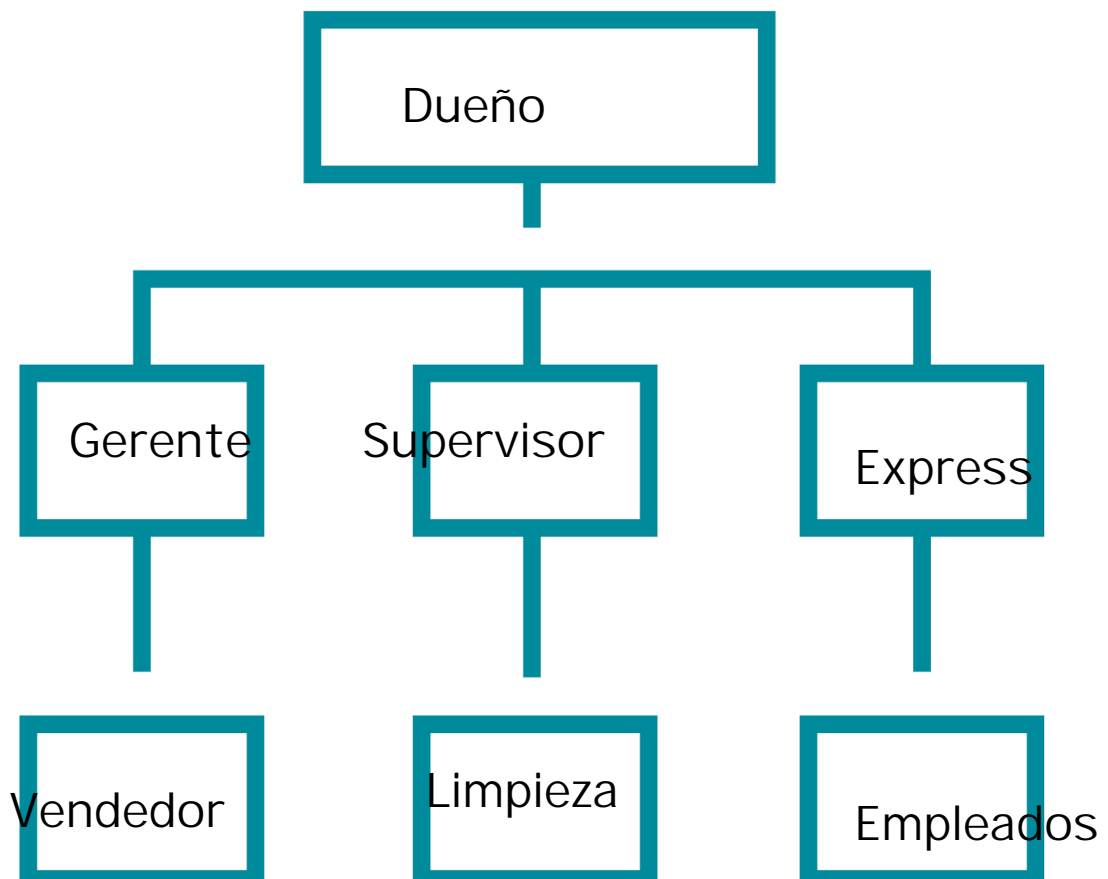 Dueño
Gerente
Supervisor
Express
Vendedor
Limpieza
Empleados